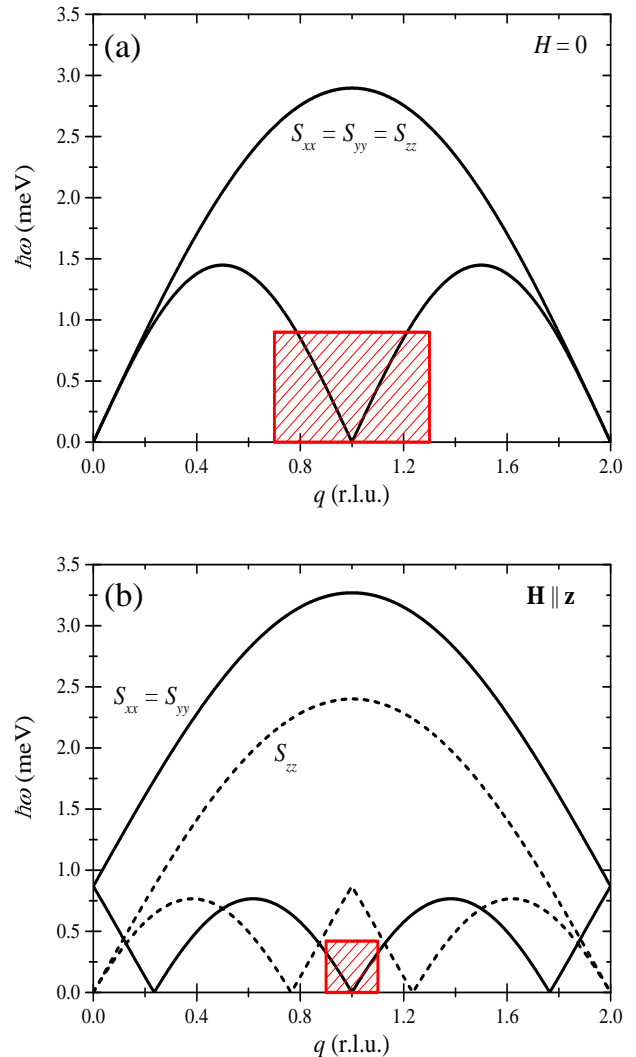 (a)
H = 0
S_xx = S_yy = S_zz
ħω (meV)
3.5
3.0
2.5
2.0
1.5
1.0
0.5
0.0
0.0 0.4 0.8 1.2 1.6 2.0
q (r.l.u.)
(b)
H ∥ z
S_xx = S_yy
S_zz
ħω (meV)
3.5
3.0
2.5
2.0
1.5
1.0
0.5
0.0
0.0 0.4 0.8 1.2 1.6 2.0
q (r.l.u.)